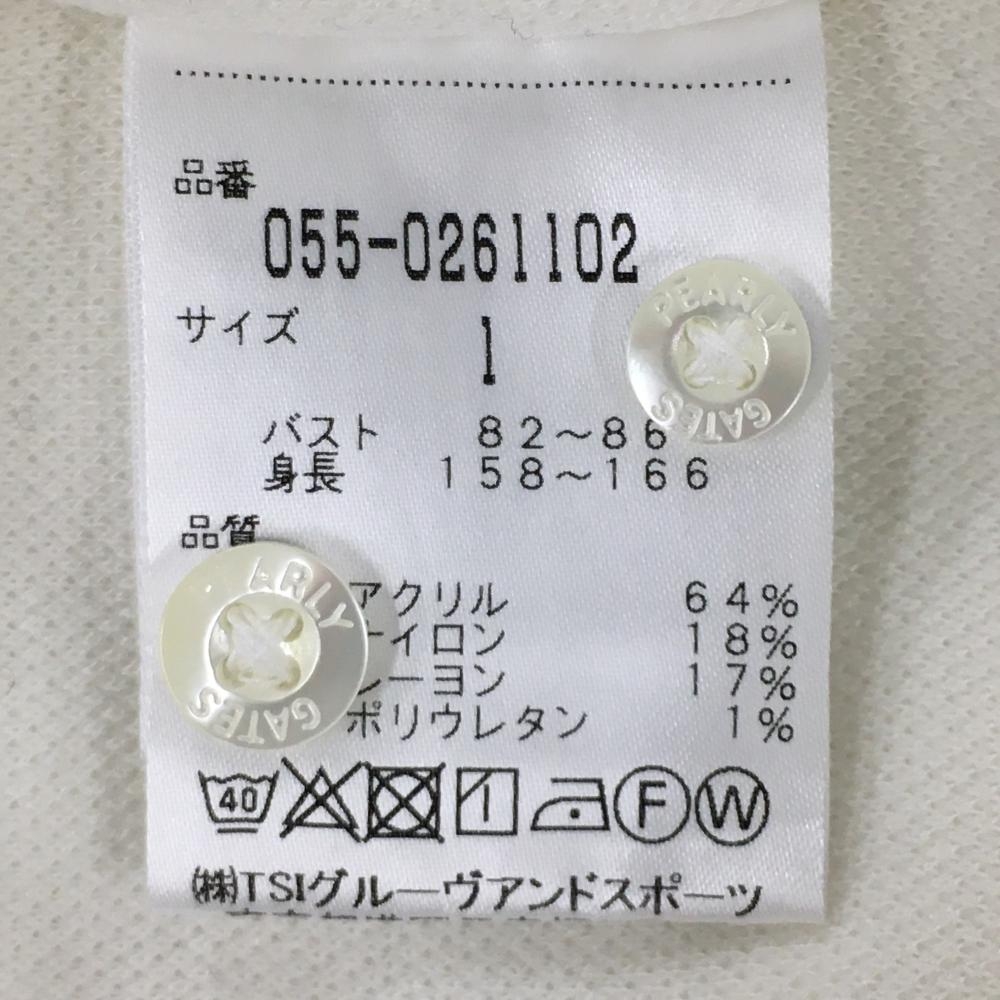 品番
055-0261102
サイズ
1
PEARLY
GATES
バスト 82～86
身長 158～166
品質
アクリル 64%
イロン 18%
ーヨン 17%
ポリウレタン 1%
ARLY
GATES
40 1 F W
㈱TSIグルーヴアンドスポーツ